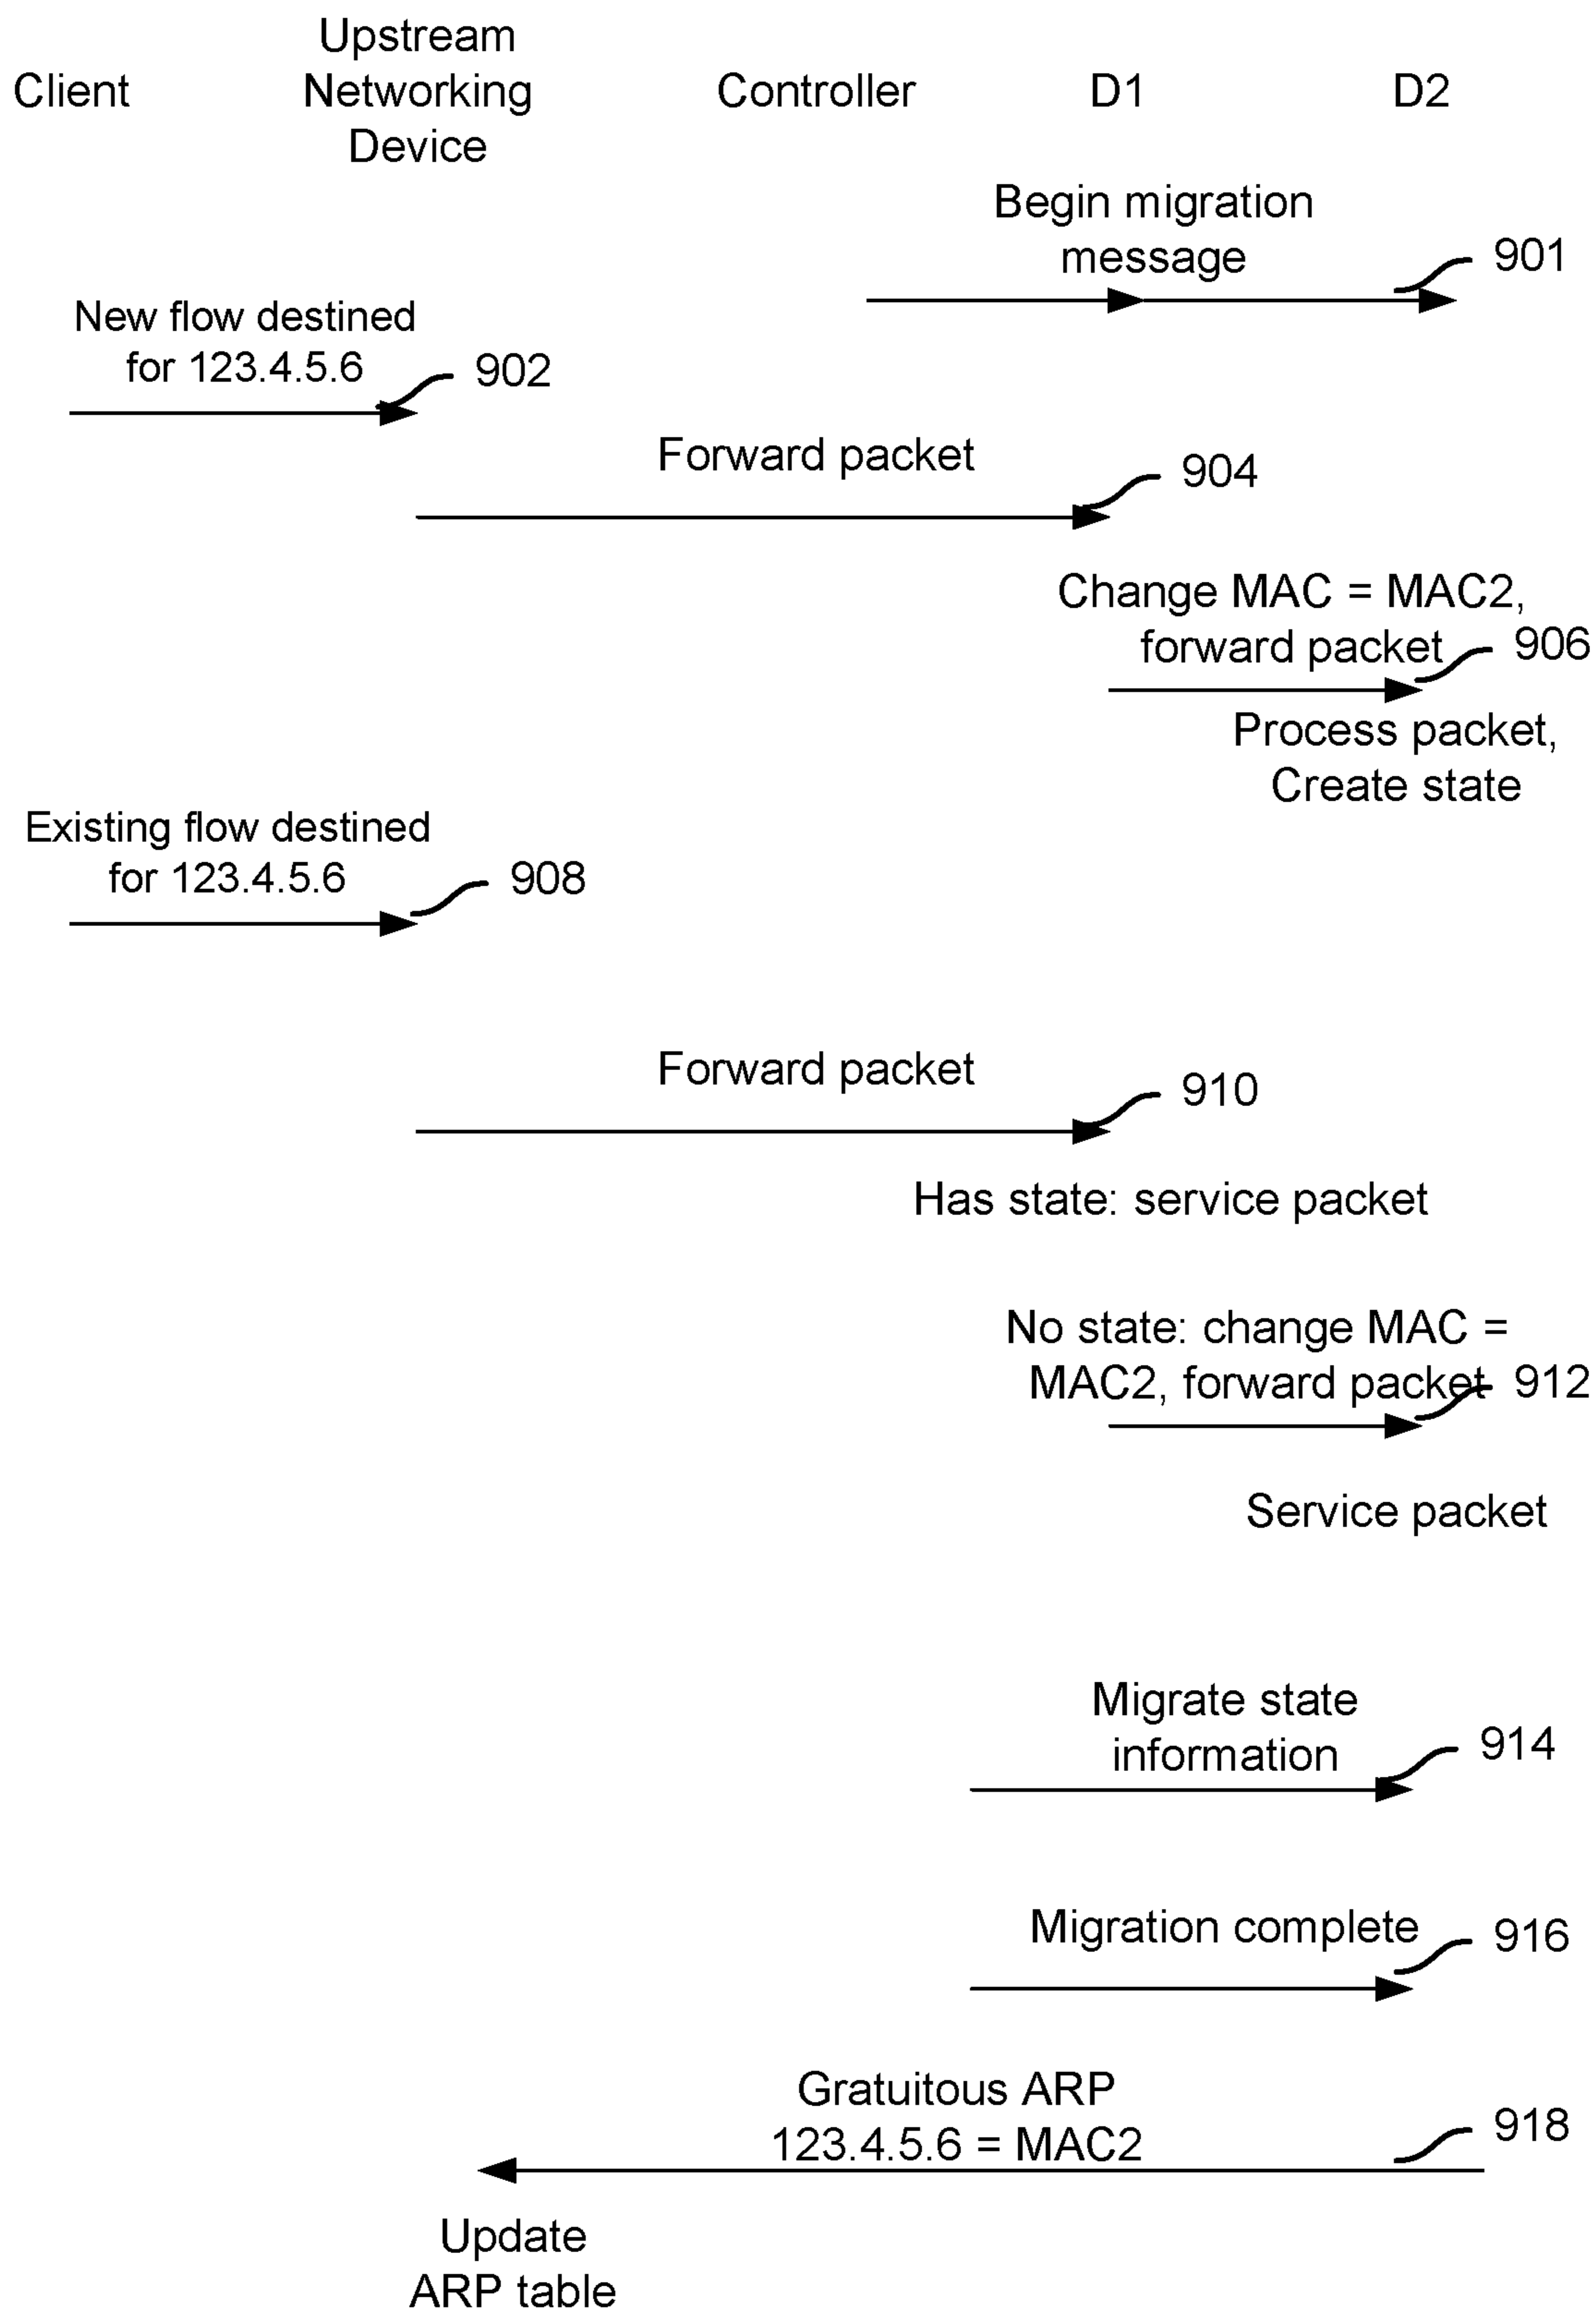 Client
Upstream
Networking
Device
Controller
D1
D2
Begin migration
message
901
New flow destined
for 123.4.5.6
902
Forward packet
904
Change MAC = MAC2,
forward packet
906
Process packet,
Create state
Existing flow destined
for 123.4.5.6
908
Forward packet
910
Has state: service packet
No state: change MAC =
MAC2, forward packet
912
Service packet
Migrate state
information
914
Migration complete
916
Gratuitous ARP
123.4.5.6 = MAC2
918
Update
ARP table